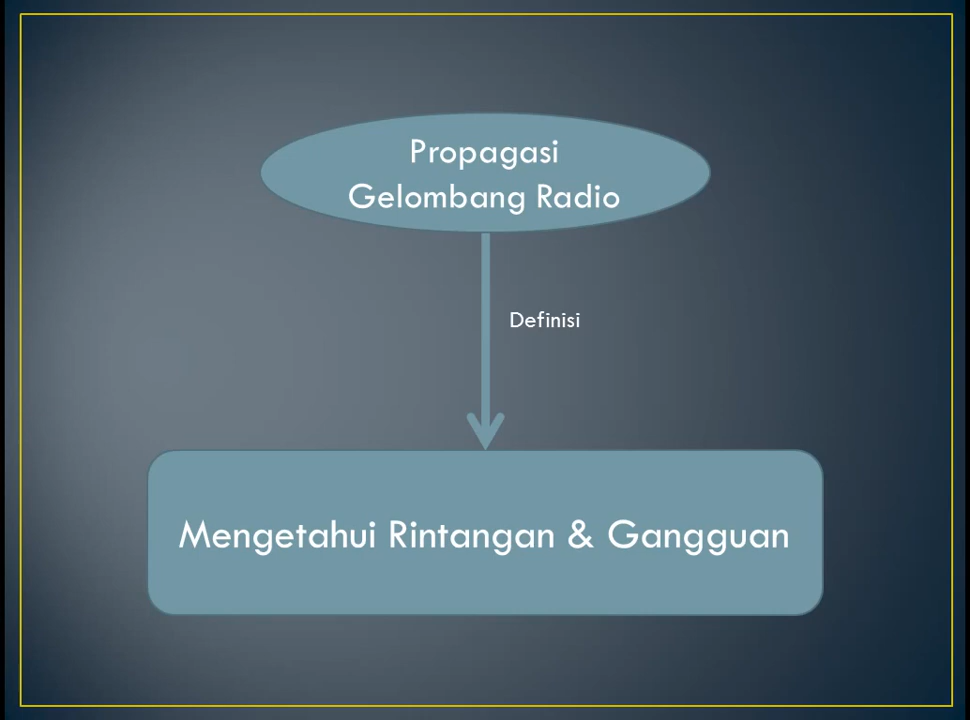 Propagasi
Gelombang Radio
Definisi
Mengetahui Rintangan & Gangguan